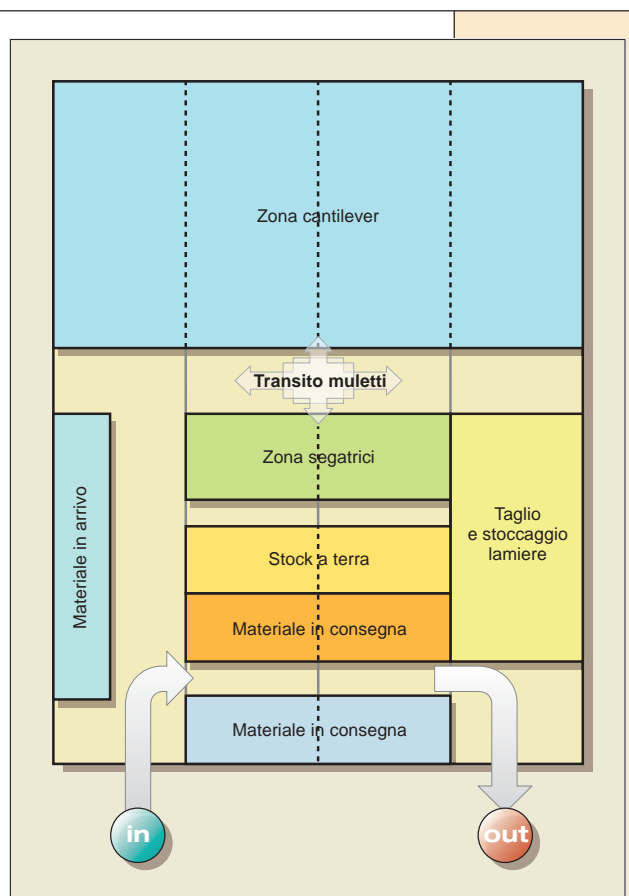 Zona cantilever
Transito muletti
Zona segatrici
Materiale in arrivo
Taglio
e stoccaggio
lamiere
Stock a terra
Materiale in consegna
Materiale in consegna
in
out